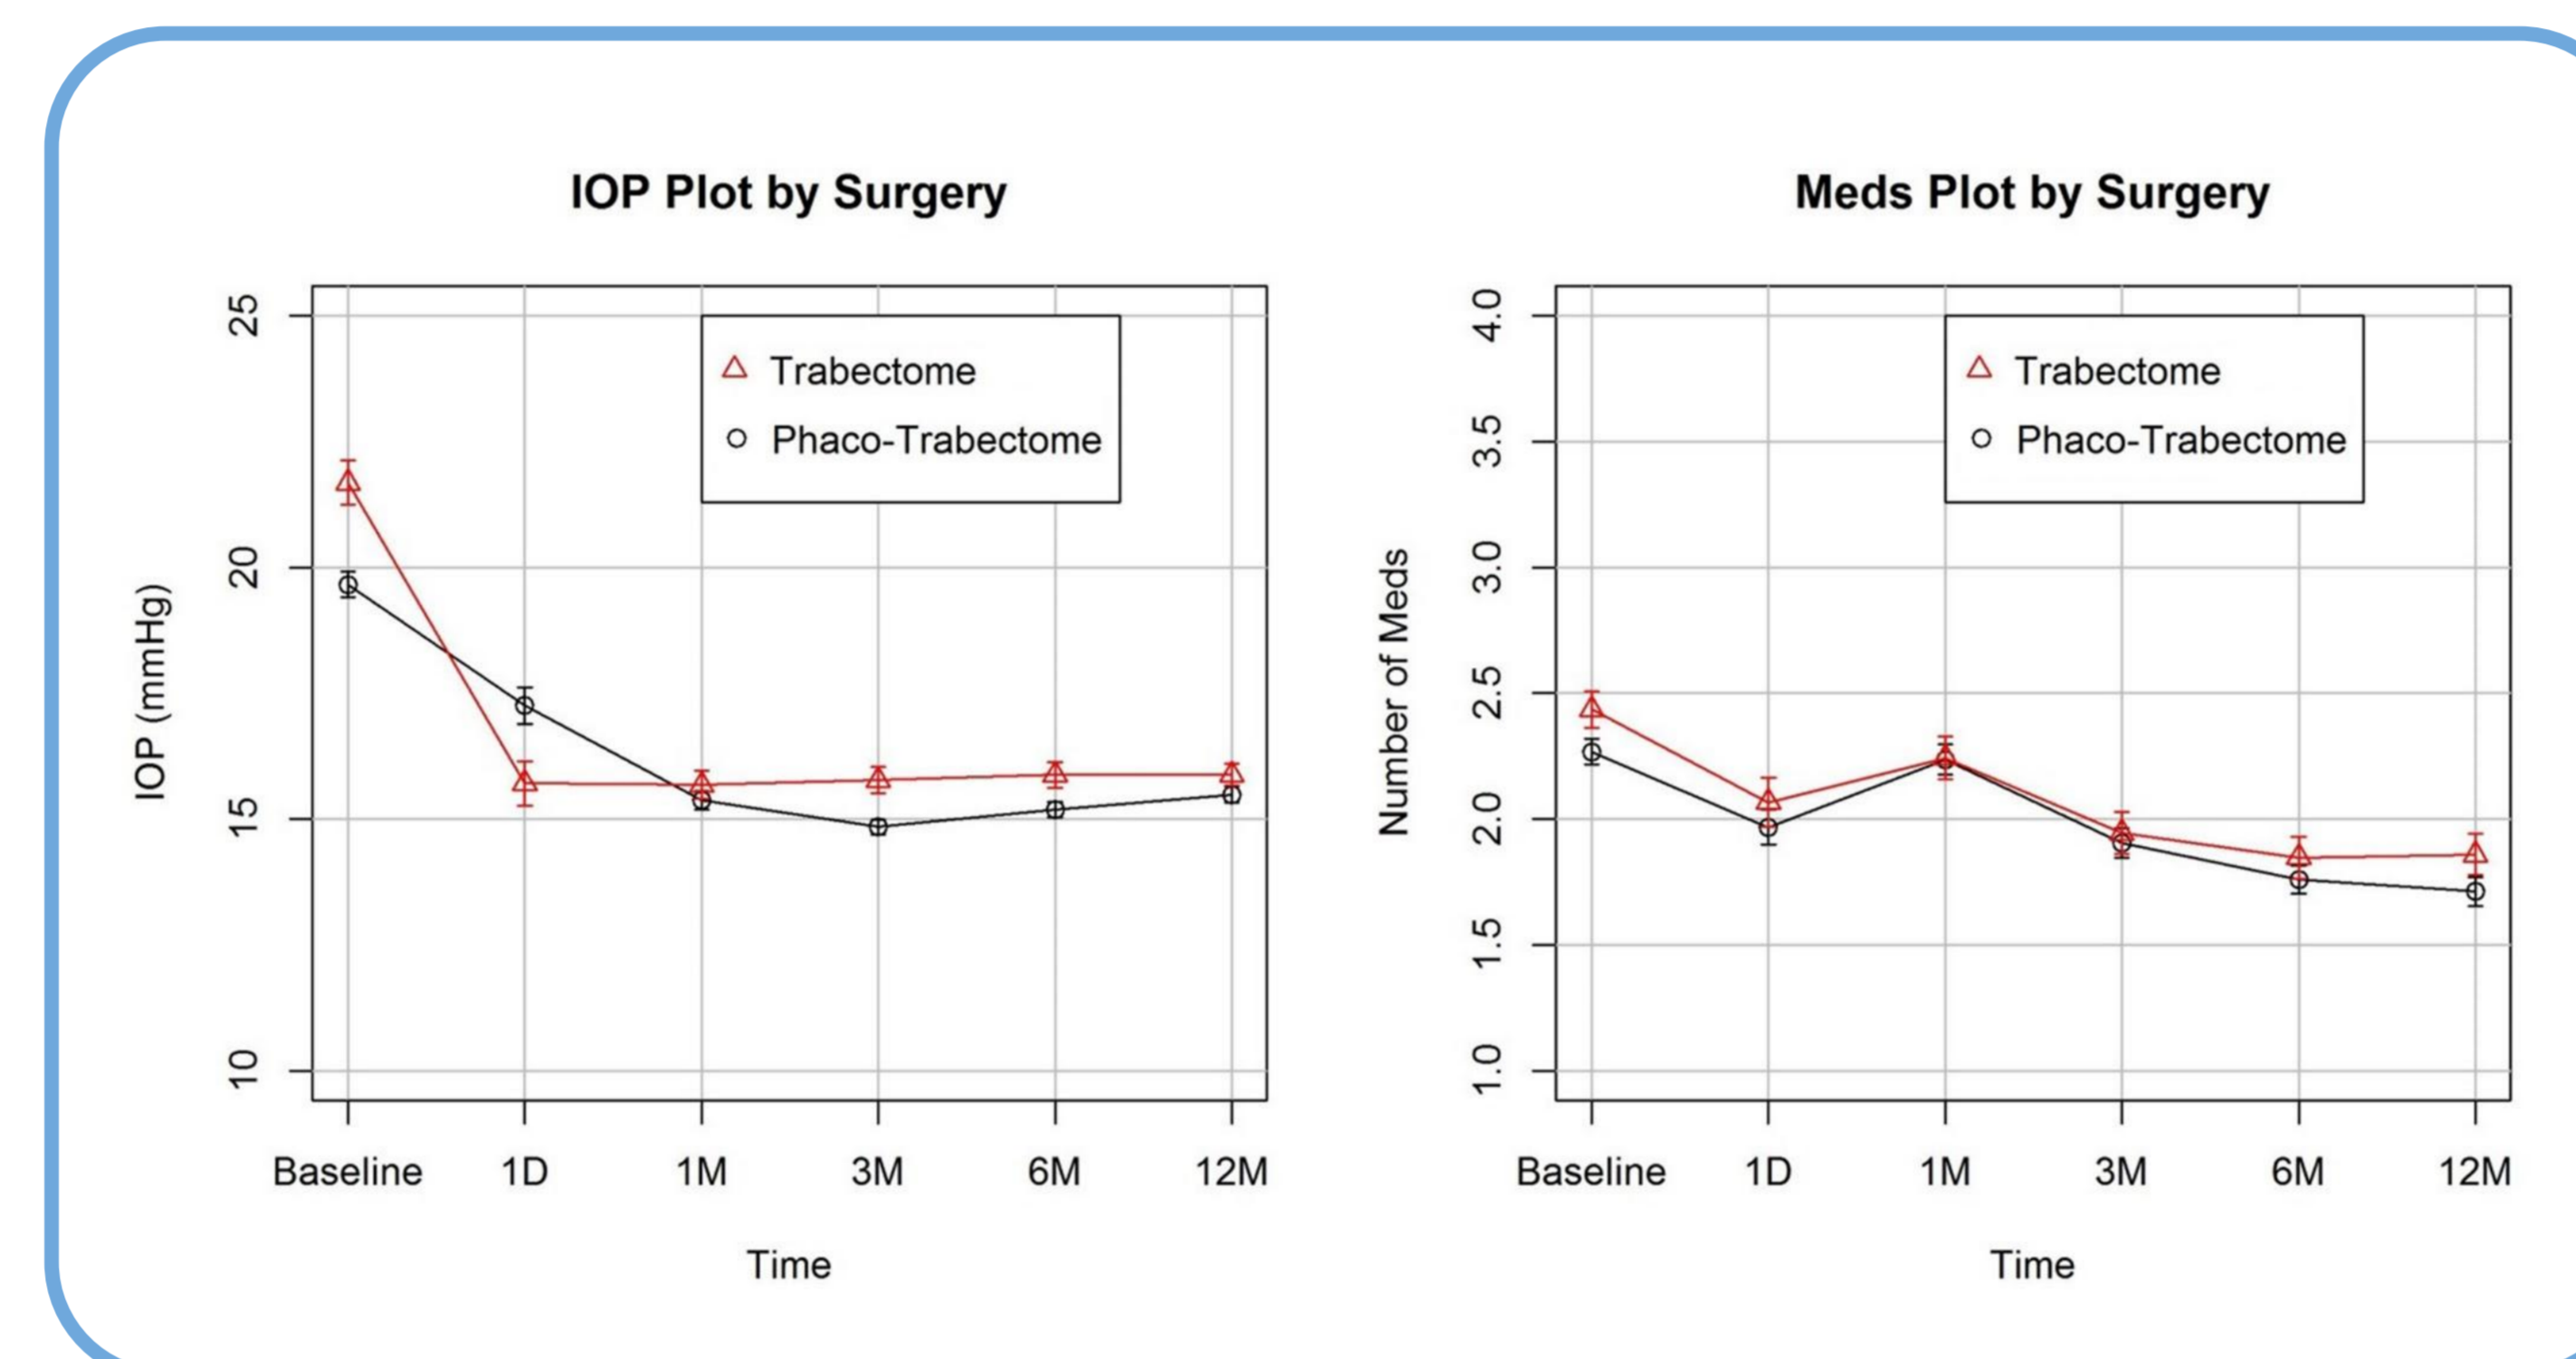 IOP Plot by Surgery
25
20
15
10
IOP (mmHg)
Trabectome
Phaco-Trabectome
Baseline 1D 1M 3M 6M 12M
Time
Meds Plot by Surgery
4.0
3.5
3.0
2.5
2.0
1.5
1.0
Number of Meds
Trabectome
Phaco-Trabectome
Baseline 1D 1M 3M 6M 12M
Time